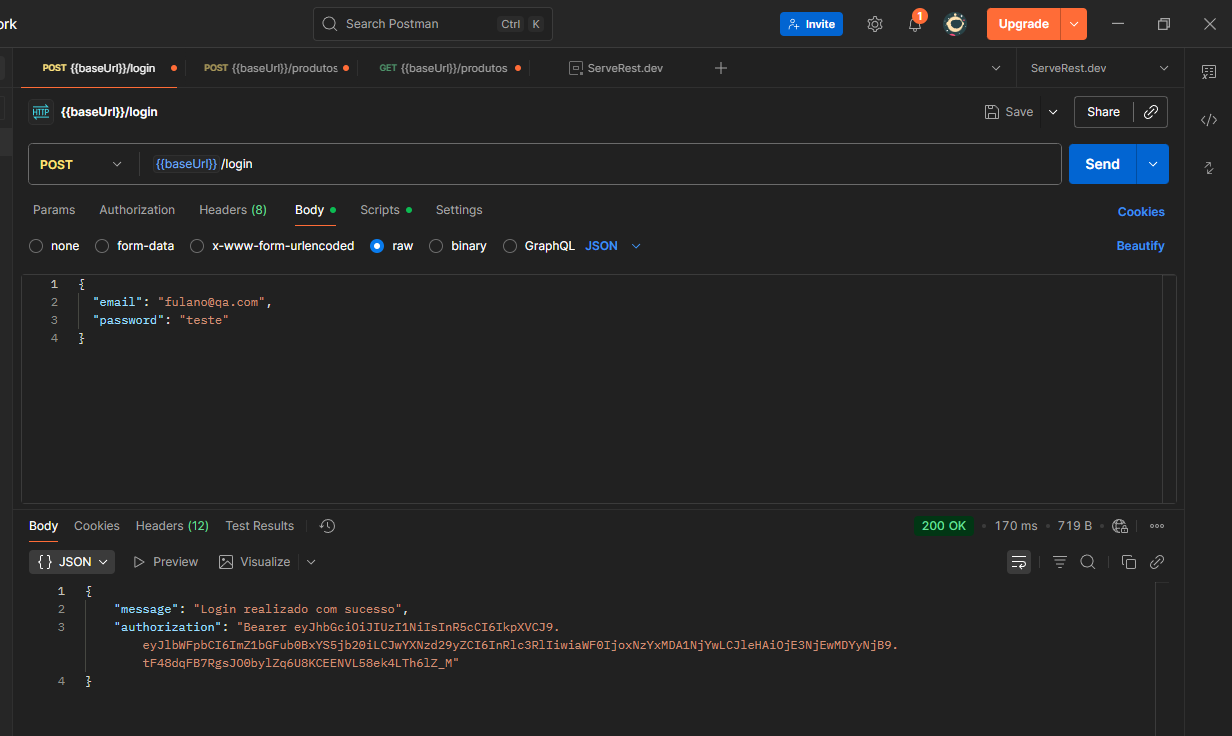 ork
Search Postman Ctrl K
Invite
1
Upgrade
POST {{baseUrl}}/login
POST {{baseUrl}}/produtos
GET {{baseUrl}}/produtos
ServeRest.dev
ServeRest.dev
HTTP {{baseUrl}}/login
Save
Share
POST {{baseUrl}} /login
Send
Params Authorization Headers (8) Body Scripts Settings
Cookies
none form-data x-www-form-urlencoded raw binary GraphQL JSON
Beautify
1 {
2 "email": "fulano@qa.com",
3 "password": "teste"
4 }
Body Cookies Headers (12) Test Results
200 OK 170 ms 719 B
{} JSON Preview Visualize
1 {
2 "message": "Login realizado com sucesso",
3 "authorization": "Bearer eyJhbGciOiJIUzI1NiIsInR5cCI6IkpXVCJ9.
eyJlbWFpbCI6ImZ1bGFub0BxYS5jb20iLCJwYXNzd29yZCI6InRlc3RlIiwiaWF0IjoxNzYxMDA1NjYwLCJleHAiOjE3NjEwMDYyNjB9.
tF48dqFB7RgsJO0bylZq6U8KCEENVL58ek4LTh6lZ_M"
4 }